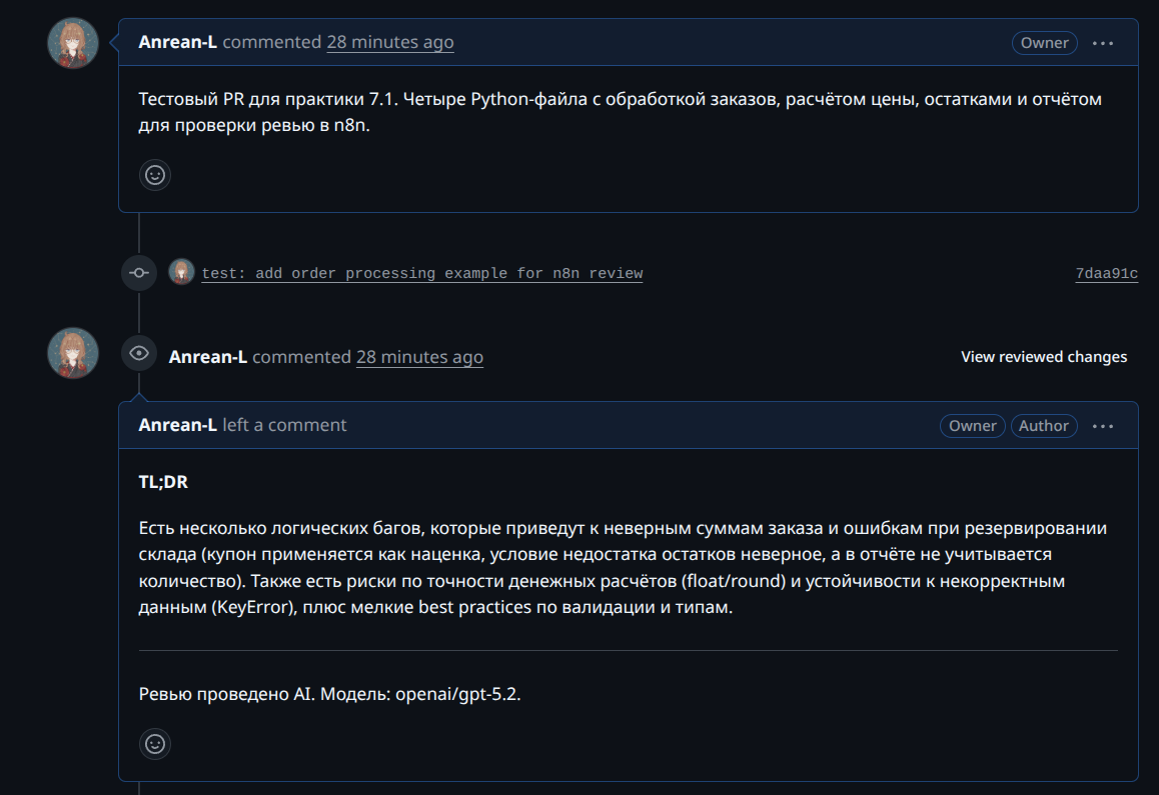 Anrean-L commented 28 minutes ago
Owner
Тестовый PR для практики 7.1. Четыре Python-файла с обработкой заказов, расчётом цены, остатками и отчётом
для проверки ревью в n8n.
test: add order processing example for n8n review
7daa91c
Anrean-L commented 28 minutes ago
View reviewed changes
Anrean-L left a comment
Owner Author
TL;DR
Есть несколько логических багов, которые приведут к неверным суммам заказа и ошибкам при резервировании
склада (купон применяется как наценка, условие недостатка остатков неверное, а в отчёте не учитывается
количество). Также есть риски по точности денежных расчётов (float/round) и устойчивости к некорректным
данным (KeyError), плюс мелкие best practices по валидации и типам.
Ревью проведено AI. Модель: openai/gpt-5.2.